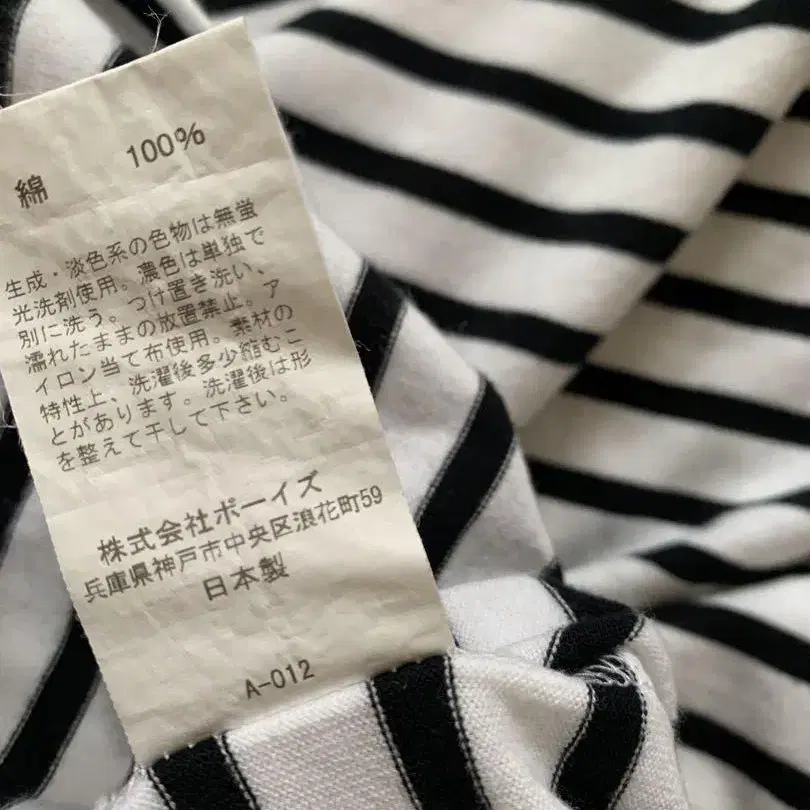 綿 100%
生成・淡色系の色物は無蛍
光洗剤使用。濃色は単独で
別に洗う。つけ置き洗い、
濡れたままの放置禁止。ア
イロン当て布使用。素材の
特性上、洗濯後多少縮むこ
とがあります。洗濯後は形
を整えて干して下さい。
株式会社ボーイズ
兵庫県神戸市中央区浪花町59
日本製
A-012